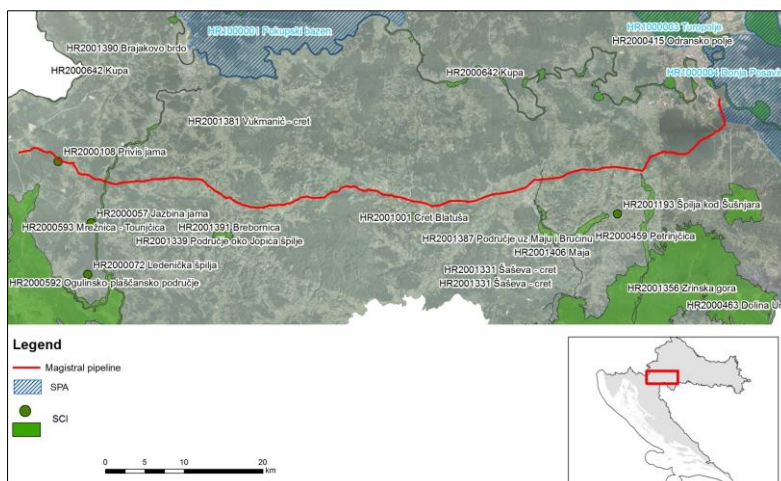 HR1000001 Pokupski bazen
HR1000003 Turopolje
HR2001390 Brajakovo brdo
HR2000415 Odransko polje
HR2000642 Kupa
HR2000642 Kupa
HR1000004 Donja
HR2001381 Vukmanić - cret
HR2000108 Privis jama
HR2000057 Jazbina jama
HR2001193 Špilja kod Šušnjara
HR2000593 Mrežnica - Tounjčica
HR2001391 Brebornica
HR2001001 Cret Blatuša
HR2001339 Područje oko Jopića špilje
HR2001387 Područje uz Maju i Bručinu
HR2000459 Petrinjčica
HR2001406 Maja
HR2000072 Ledenička špilja
HR2001331 Šaševa - cret
HR2000592 Ogulinsko-plaščansko područje
HR2001331 Šaševa - cret
HR2001356 Zrinska gora
HR2000463 Dolina
Legend
Magistral pipeline
SPA
SCI
0 5 10 20
km